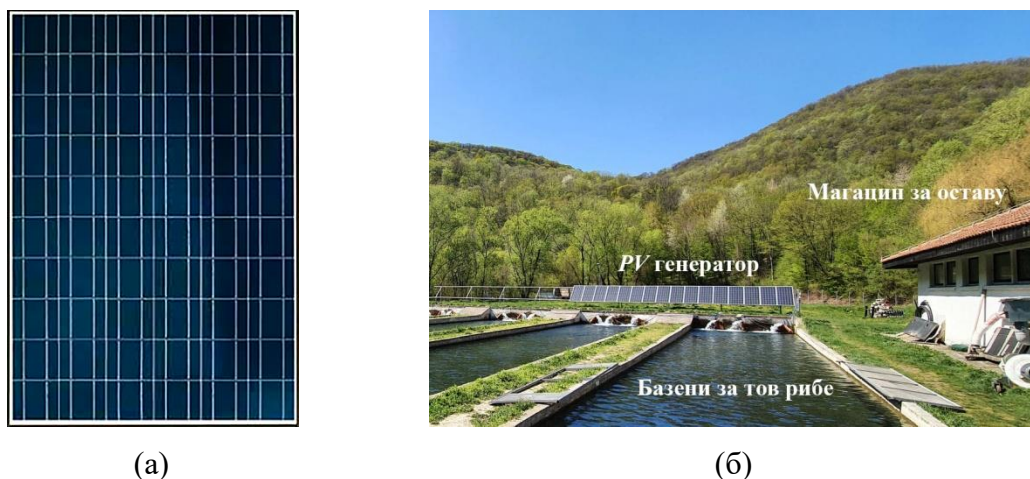 Магацин за оставу
PV генератор
Базени за тов рибе
(а)
(б)